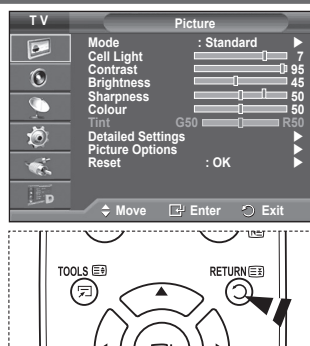 T V
Picture
Mode : Standard
Cell Light 7
Contrast 95
Brightness 45
Sharpness 50
Colour 50
Tint G50 R50
Detailed Settings
Picture Options
Reset : OK
Move Enter Exit
TOOLS RETURN